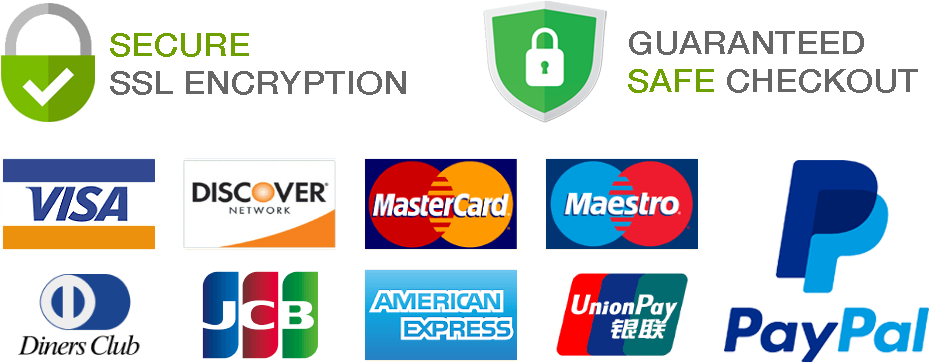 SECURE
SSL ENCRYPTION
GUARANTEED
SAFE CHECKOUT
VISA
DISCOVER®
NETWORK
MasterCard
Maestro®
PayPal
Diners Club
JCB
AMERICAN
EXPRESS
UnionPay
银联